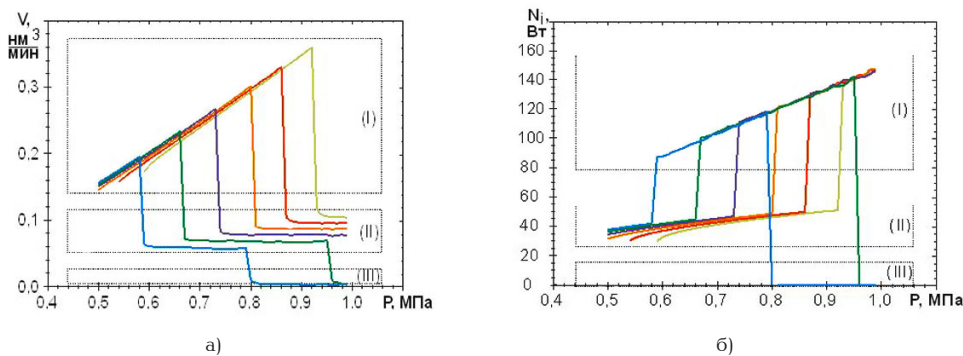 V,
нм³
мин
0,3
0,2
0,1
0,0
0,4 0,5 0,6 0,7 0,8 0,9 1,0 P, МПа
(I)
(II)
(III)
а)
N i,
Вт
160
140
120
100
80
60
40
20
0
0,4 0,5 0,6 0,7 0,8 0,9 1,0 P, МПа
(I)
(II)
(III)
б)